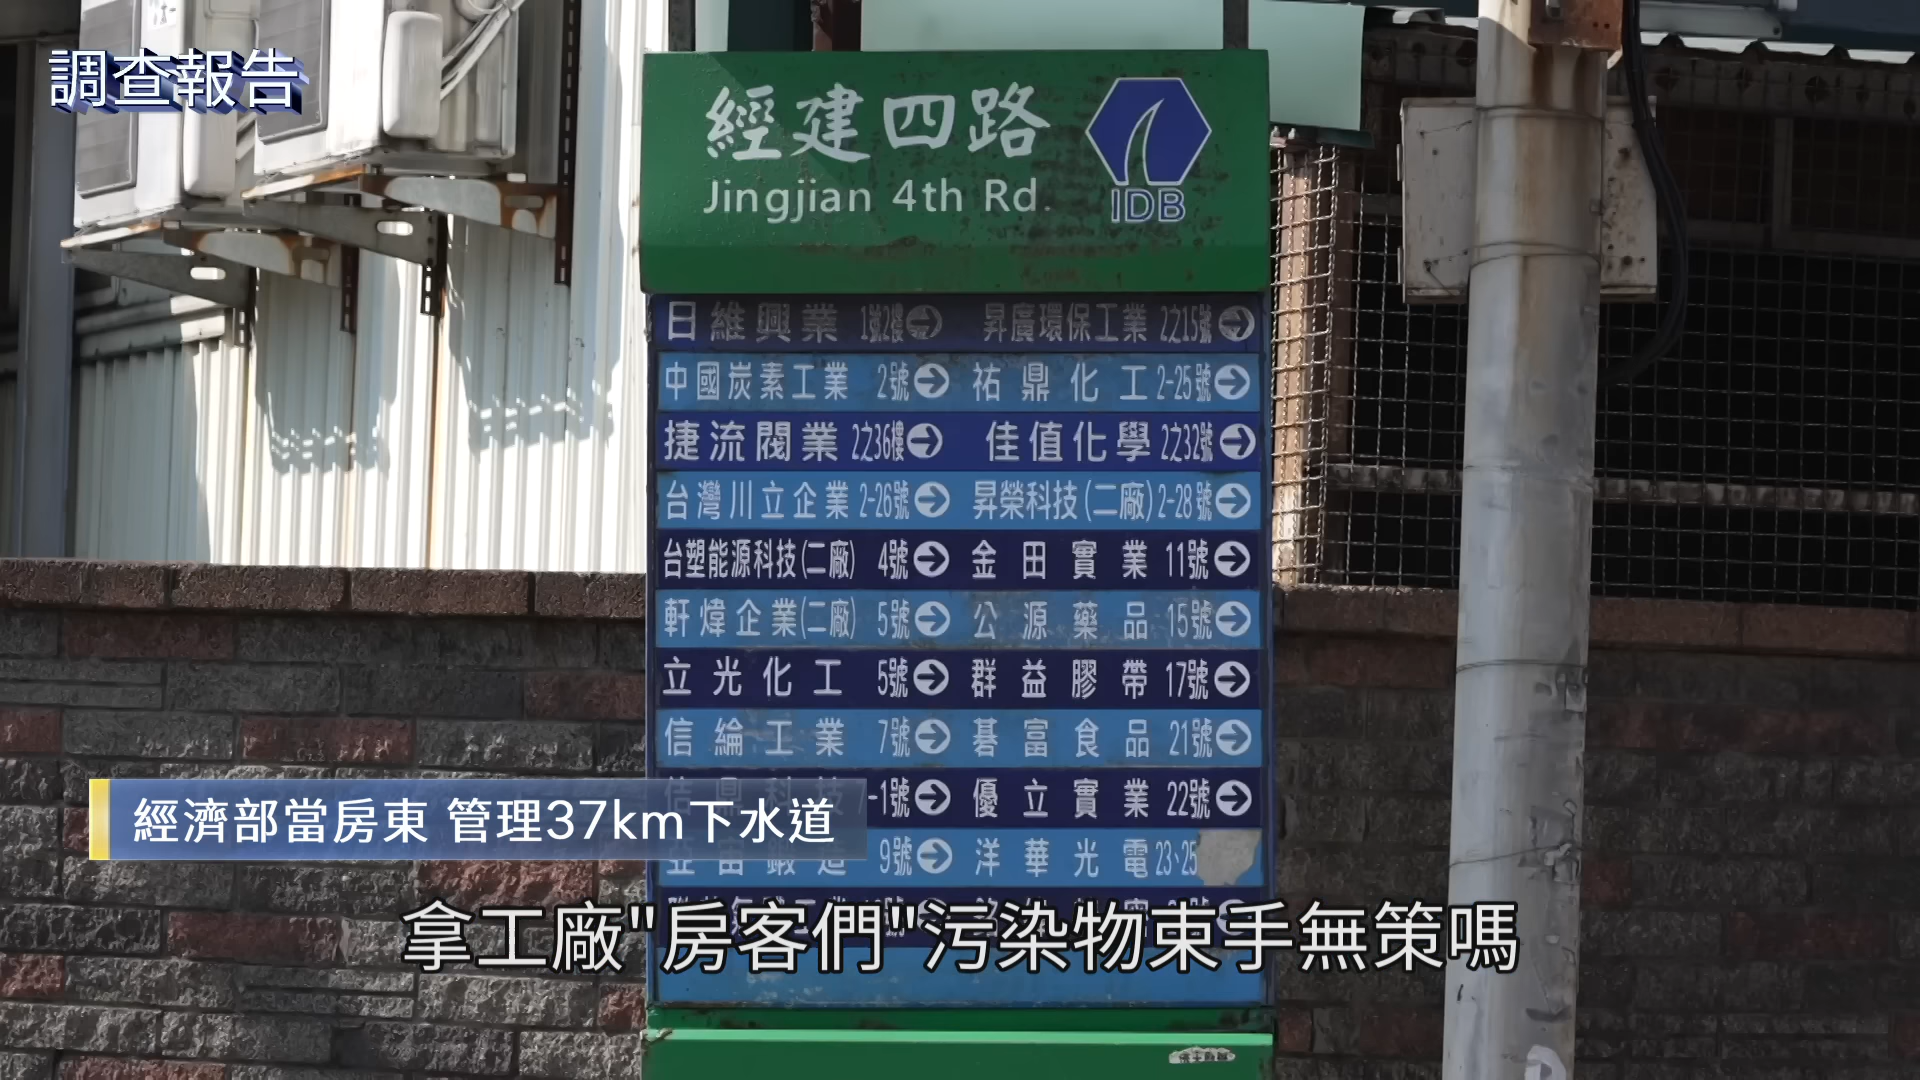 調查報告
經建四路
Jingjian 4th Rd.
IDB
日維興業 1號2樓 昇廣環保工業 2之15號
中國炭素工業 2號 祐鼎化工 2-25號
捷流閥業 2之36樓 佳值化學 2之32號
台灣川立企業 2-26號 昇榮科技(二廠) 2-28號
台塑能源科技(二廠) 4號 金田實業 11號
軒煒企業(二廠) 5號 公源藥品 15號
立光化工 5號 群益膠帶 17號
信綸工業 7號 碁富食品 21號
-1號 優立實業 22號
9號 洋華光電 23、25
經濟部當房東 管理37km下水道
拿工廠"房客們"污染物束手無策嗎